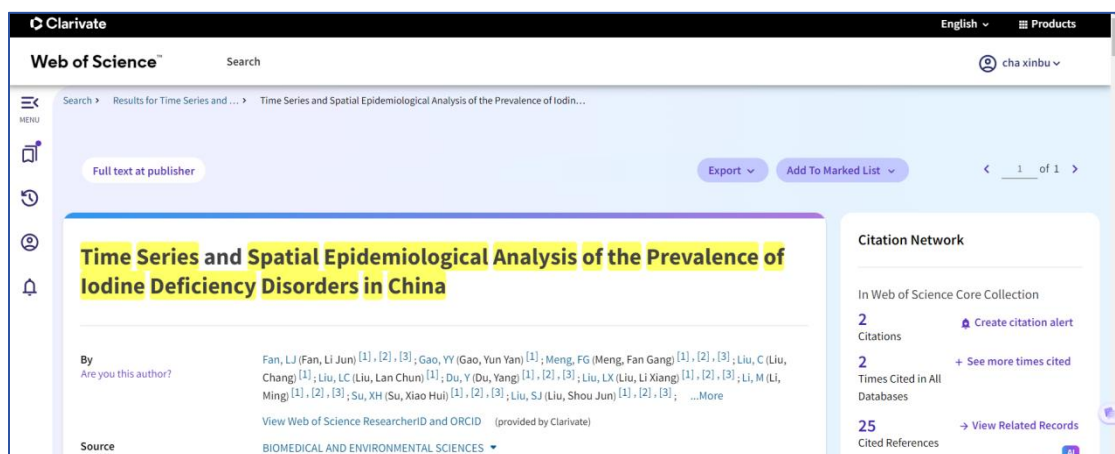 Clarivate
English
Products
Web of Science™
Search
cha xinbu
MENU
Search > Results for Time Series and ... > Time Series and Spatial Epidemiological Analysis of the Prevalence of Iodin...
Full text at publisher
Export
Add To Marked List
1 of 1
Time Series and Spatial Epidemiological Analysis of the Prevalence of
Iodine Deficiency Disorders in China
By
Are you this author?
Fan, LJ (Fan, Li Jun) [1] , [2] , [3] ; Gao, YY (Gao, Yun Yan) [1] ; Meng, FG (Meng, Fan Gang) [1] , [2] , [3] ; Liu, C (Liu,
Chang) [1] ; Liu, LC (Liu, Lan Chun) [1] ; Du, Y (Du, Yang) [1] , [2] , [3] ; Liu, LX (Liu, Li Xiang) [1] , [2] , [3] ; Li, M (Li,
Ming) [1] , [2] , [3] ; Su, XH (Su, Xiao Hui) [1] , [2] , [3] ; Liu, SJ (Liu, Shou Jun) [1] , [2] , [3] ; ...More
View Web of Science ResearcherID and ORCID (provided by Clarivate)
Source
BIOMEDICAL AND ENVIRONMENTAL SCIENCES
Citation Network
In Web of Science Core Collection
2
Citations
Create citation alert
2
Times Cited in All
Databases
+ See more times cited
25
Cited References
→ View Related Records
AI